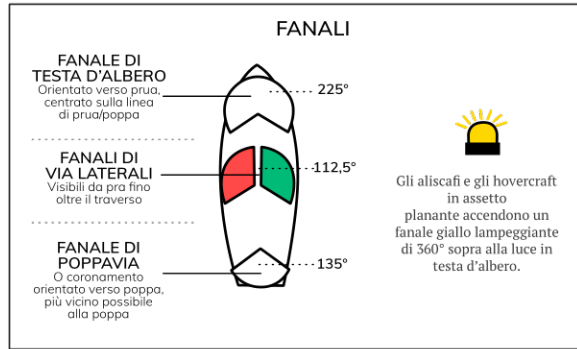 FANALI
FANALE DI
TESTA D’ALBERO
Orientato verso prua,
centrato sulla linea
di prua/poppa
225°
FANALI DI
VIA LATERALI
Visibili da pra fino
oltre il traverso
112,5°
FANALE DI
POPPAVIA
O coronamento
orientato verso poppa,
più vicino possibile
alla poppa
135°
Gli aliscafi e gli hovercraft
in assetto
planante accendono un
fanale giallo lampeggiante
di 360° sopra alla luce in
testa d’albero.